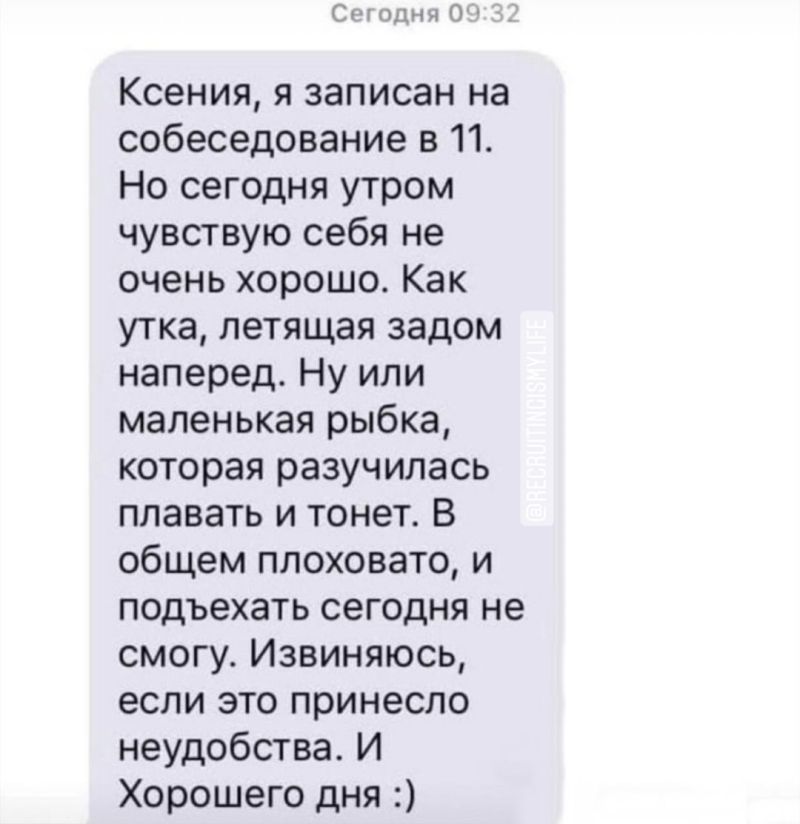 Сегодня 09:32
Ксения, я записан на
собеседование в 11.
Но сегодня утром
чувствую себя не
очень хорошо. Как
утка, летящая задом
наперед. Ну или
маленькая рыбка,
которая разучилась
плавать и тонет. В
общем плоховато, и
подъехать сегодня не
смогу. Извиняюсь,
если это принесло
неудобства. И
Хорошего дня :)
@RECRUITINGISMYLIFE